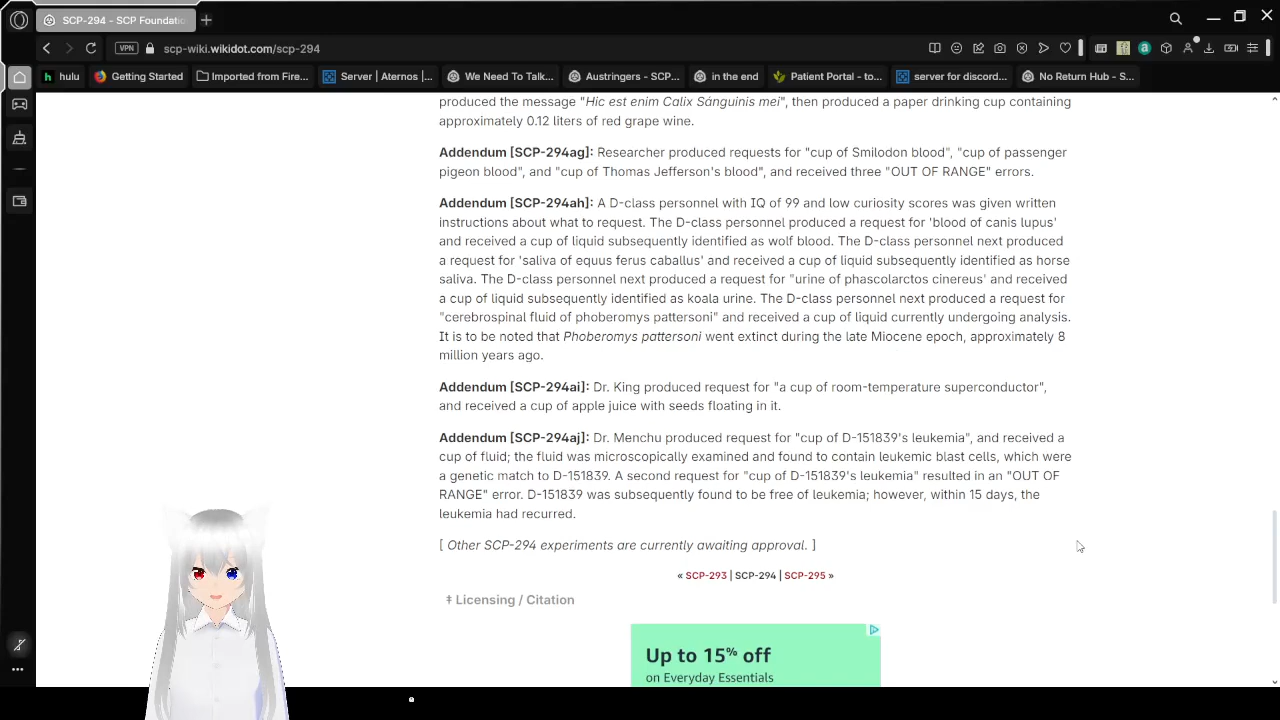 SCP-294 - SCP Foundatio
VPN
scp-wiki.wikidot.com/scp-294
h hulu
Getting Started
Imported from Fire...
Server | Aternos |...
We Need To Talk...
Austringers - SCP...
in the end
Patient Portal - to...
server for discord...
No Return Hub - S...
produced the message "Hic est enim Calix Sánguinis mei", then produced a paper drinking cup containing
approximately 0.12 liters of red grape wine.
Addendum [SCP-294ag]: Researcher produced requests for "cup of Smilodon blood", "cup of passenger
pigeon blood", and "cup of Thomas Jefferson's blood", and received three "OUT OF RANGE" errors.
Addendum [SCP-294ah]: A D-class personnel with IQ of 99 and low curiosity scores was given written
instructions about what to request. The D-class personnel produced a request for 'blood of canis lupus'
and received a cup of liquid subsequently identified as wolf blood. The D-class personnel next produced
a request for 'saliva of equus ferus caballus' and received a cup of liquid subsequently identified as horse
saliva. The D-class personnel next produced a request for "urine of phascolarctos cinereus' and received
a cup of liquid subsequently identified as koala urine. The D-class personnel next produced a request for
"cerebrospinal fluid of phoberomys pattersoni" and received a cup of liquid currently undergoing analysis.
It is to be noted that Phoberomys pattersoni went extinct during the late Miocene epoch, approximately 8
million years ago.
Addendum [SCP-294ai]: Dr. King produced request for "a cup of room-temperature superconductor",
and received a cup of apple juice with seeds floating in it.
Addendum [SCP-294aj]: Dr. Menchu produced request for "cup of D-151839's leukemia", and received a
cup of fluid; the fluid was microscopically examined and found to contain leukemic blast cells, which were
a genetic match to D-151839. A second request for "cup of D-151839's leukemia" resulted in an "OUT OF
RANGE" error. D-151839 was subsequently found to be free of leukemia; however, within 15 days, the
leukemia had recurred.
[ Other SCP-294 experiments are currently awaiting approval. ]
« SCP-293 | SCP-294 | SCP-295 »
‡ Licensing / Citation
Up to 15% off
on Everyday Essentials